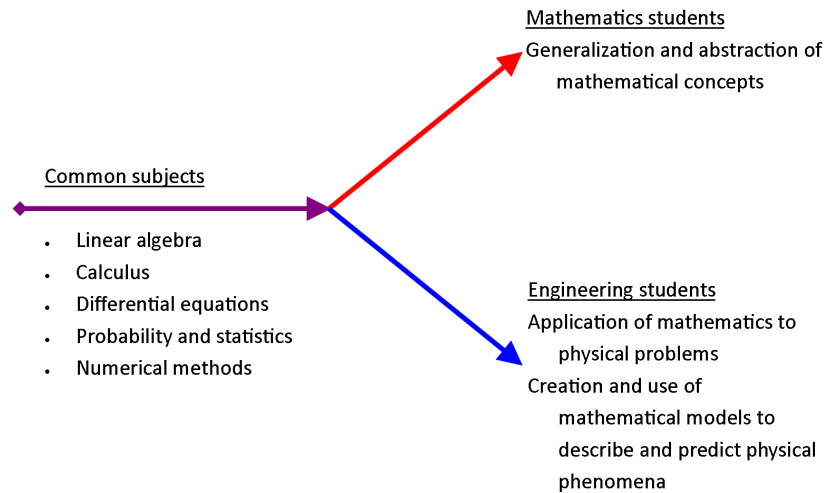 Mathematics students
Generalization and abstraction of
mathematical concepts
Common subjects
• Linear algebra
• Calculus
• Differential equations
• Probability and statistics
• Numerical methods
Engineering students
Application of mathematics to
physical problems
Creation and use of
mathematical models to
describe and predict physical
phenomena